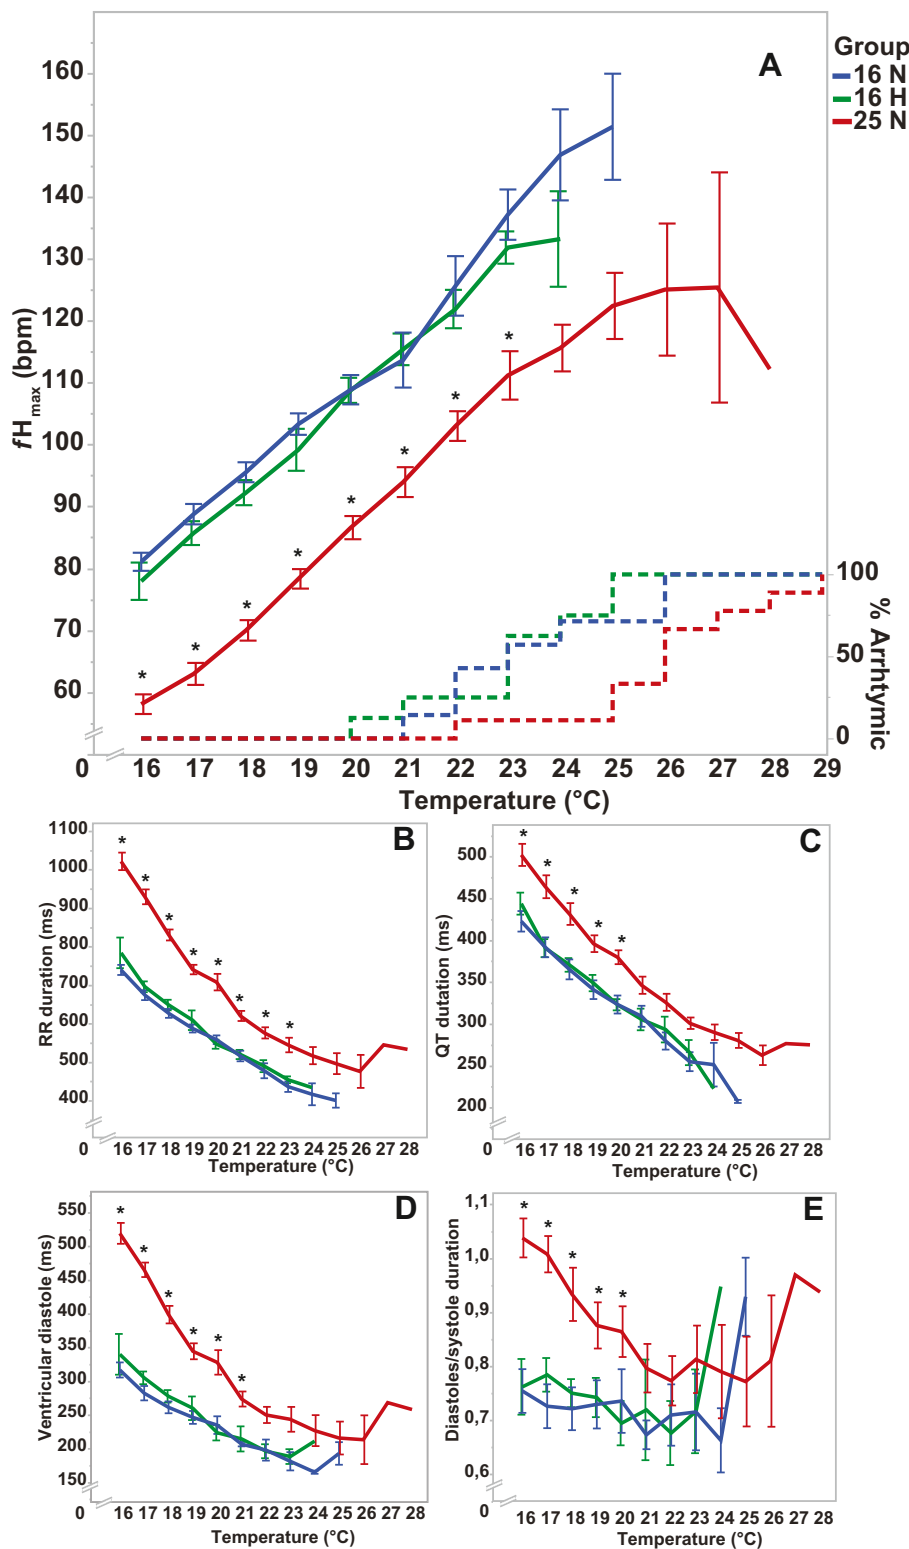 A
Group
16 N
16 H
25 N
160
150
140
130
120
110
100
90
80
70
60
0
fHmax (bpm)
* * * * * * * *
100
50
0
% Arrhtymic
16 17 18 19 20 21 22 23 24 25 26 27 28 29
Temperature (°C)
B
1100
1000
900
800
700
600
500
400
0
RR duration (ms)
* * * * * * * *
16 17 18 19 20 21 22 23 24 25 26 27 28
Temperature (°C)
C
500
450
400
350
300
250
200
0
QT dutation (ms)
* * * * *
16 17 18 19 20 21 22 23 24 25 26 27 28
Temperature (°C)
D
550
500
450
400
350
300
250
200
150
0
Ventricular diastole (ms)
* * * * * *
16 17 18 19 20 21 22 23 24 25 26 27 28
Temperature (°C)
E
1,1
1,0
0,9
0,8
0,7
0,6
0
Diastoles/systole duration
* * * * *
16 17 18 19 20 21 22 23 24 25 26 27 28
Temperature (°C)